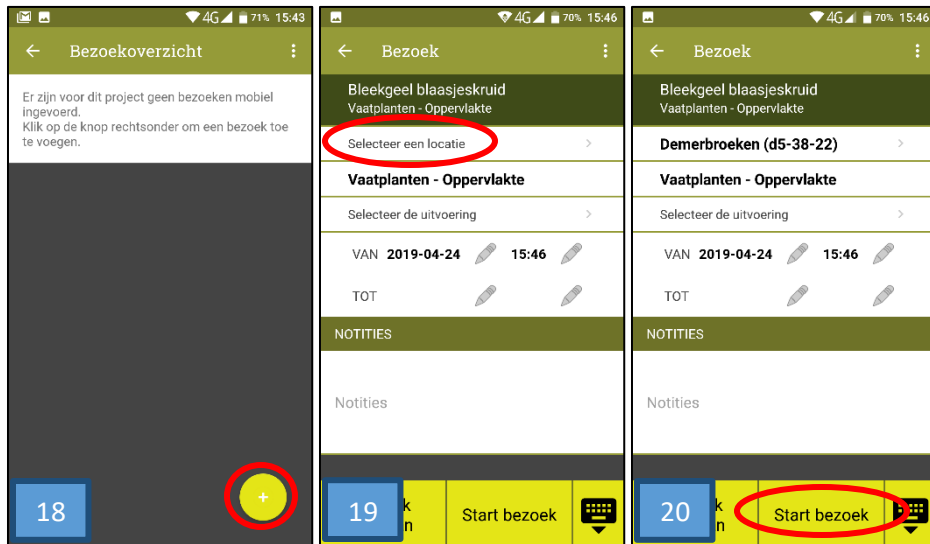 4G 71% 15:43
Bezoekoverzicht
Er zijn voor dit project geen bezoeken mobiel
ingevoerd.
Klik op de knop rechtsonder om een bezoek toe
te voegen.
+
18
4G 70% 15:46
Bezoek
Bleekgeel blaasjeskruid
Vaatplanten - Oppervlakte
Selecteer een locatie
Vaatplanten - Oppervlakte
Selecteer de uitvoering
VAN 2019-04-24 15:46
TOT
NOTITIES
Notities
19
k
n
Start bezoek
4G 70% 15:46
Bezoek
Bleekgeel blaasjeskruid
Vaatplanten - Oppervlakte
Demerbroeken (d5-38-22)
Vaatplanten - Oppervlakte
Selecteer de uitvoering
VAN 2019-04-24 15:46
TOT
NOTITIES
Notities
20
k
n
Start bezoek